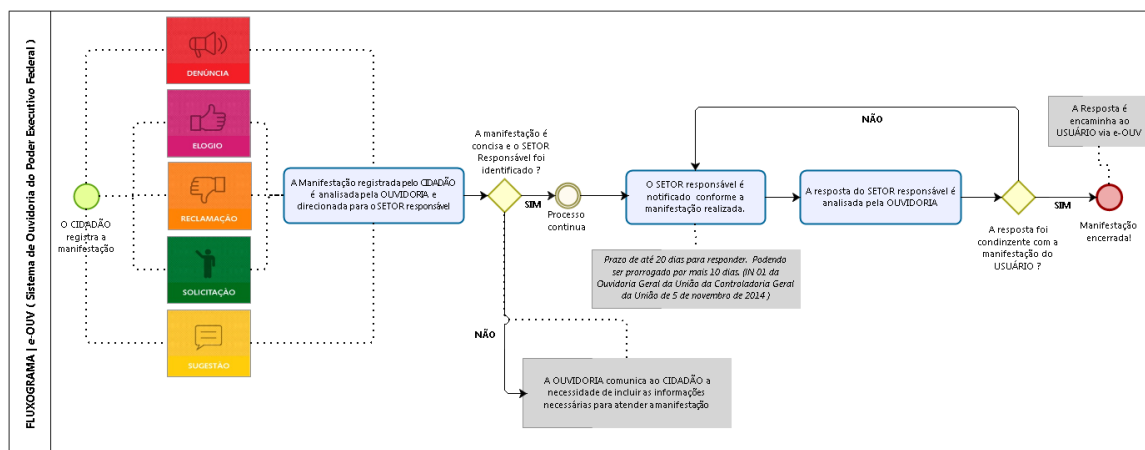 FLUXOGRAMA | e-OUV ( Sistema de Ouvidoria do Poder Executivo Federal )
O CIDADÃO
registra a
manifestação
DENÚNCIA
ELOGIO
RECLAMAÇÃO
SOLICITAÇÃO
SUGESTÃO
A Manifestação registrada pelo CIDADÃO
é analisada pela OUVIDORIA e
direcionada para o SETOR responsável
A manifestação é
concisa e o SETOR
Responsável foi
identificado ?
SIM
NÃO
Processo
continua
A OUVIDORIA comunica ao CIDADÃO a
necessidade de incluir as informações
necessárias para atender a manifestação
O SETOR responsável é
notificado conforme a
manifestação realizada.
Prazo de até 20 dias para responder. Podendo
ser prorrogado por mais 10 dias. (IN 01 da
Ouvidoria Geral da União da Controladoria Geral
da União de 5 de novembro de 2014 )
A resposta do SETOR responsável é
analisada pela OUVIDORIA
NÃO
A resposta foi
condinzente com a
manifestação do
USUÁRIO ?
SIM
A Resposta é
encaminha ao
USUÁRIO via e-OUV
Manifestação
encerrada!